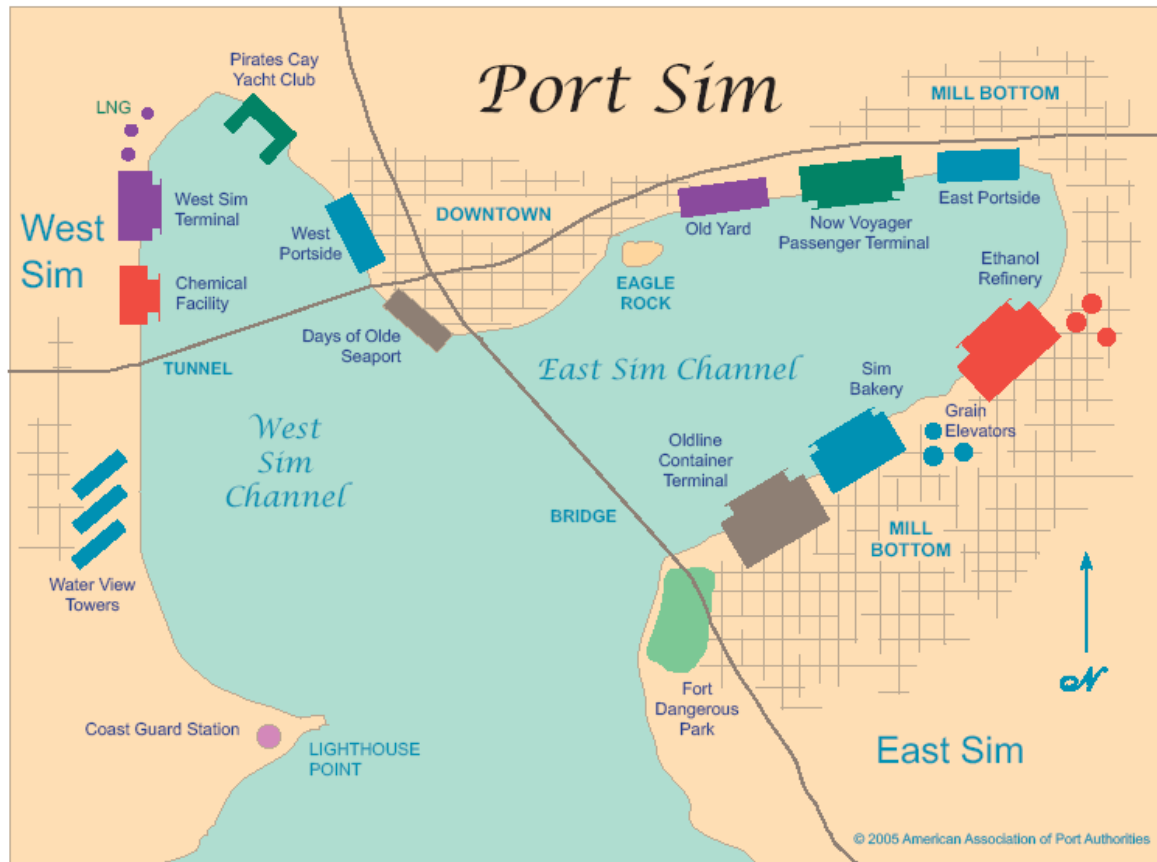 Port Sim
Pirates Cay
Yacht Club
LNG
MILL BOTTOM
West Sim
Terminal
West
Sim
West
Portside
DOWNTOWN
Old Yard
Now Voyager
Passenger Terminal
East Portside
Chemical
Facility
EAGLE
ROCK
Ethanol
Refinery
Days of Olde
Seaport
TUNNEL
East Sim Channel
Sim
Bakery
West
Sim
Channel
Grain
Elevators
Oldline
Container
Terminal
BRIDGE
MILL
BOTTOM
Water View
Towers
N
Fort
Dangerous
Park
Coast Guard Station
LIGHTHOUSE
POINT
East Sim
© 2005 American Association of Port Authorities